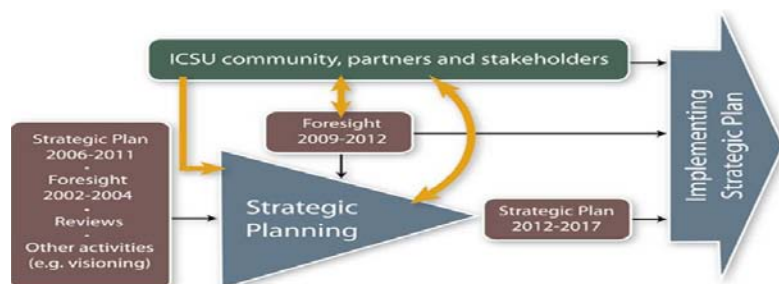 ICSU community, partners and stakeholders
Foresight
2009-2012
Strategic Plan
2006-2011
•
Foresight
2002-2004
•
Reviews
•
Other activities
(e.g. visioning)
Strategic
Planning
Strategic Plan
2012-2017
Implementing
Strategic Plan